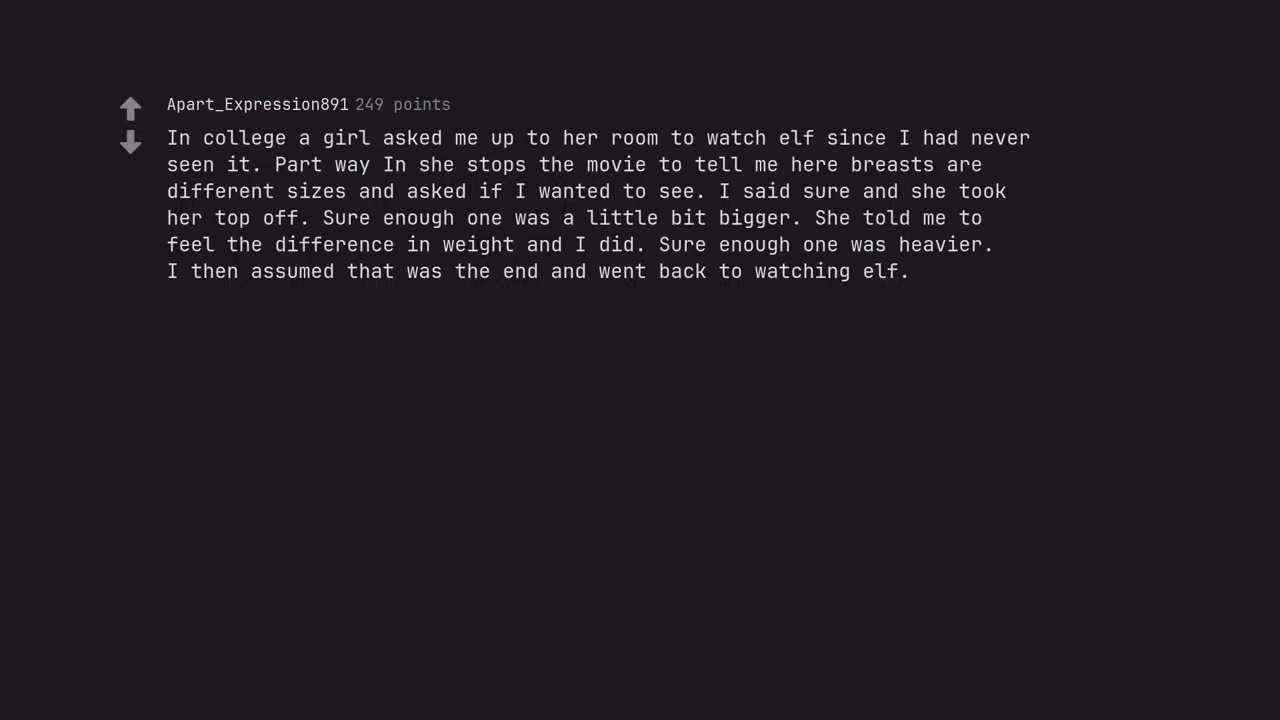 Apart_Expression891 249 points
In college a girl asked me up to her room to watch elf since I had never
seen it. Part way In she stops the movie to tell me here breasts are
different sizes and asked if I wanted to see. I said sure and she took
her top off. Sure enough one was a little bit bigger. She told me to
feel the difference in weight and I did. Sure enough one was heavier.
I then assumed that was the end and went back to watching elf.